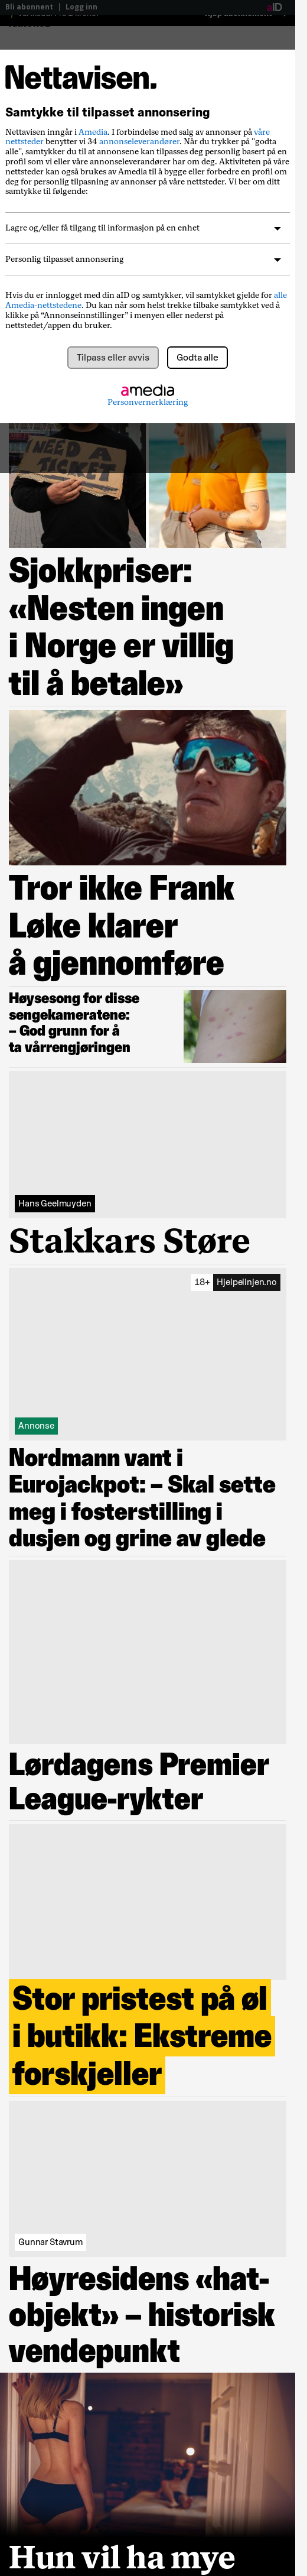 Bli abonnent | Logg inn
aID
Nettavisen.
Samtykke til tilpasset annonsering
Nettavisen inngår i Amedia. I forbindelse med salg av annonser på våre
nettsteder benytter vi 34 annonseleverandører. Når du trykker på "godta
alle", samtykker du til at annonsene kan tilpasses deg personlig basert på en
profil som vi eller våre annonseleverandører har om deg. Aktiviteten på våre
nettsteder kan også brukes av Amedia til å bygge eller forbedre en profil om
deg for personlig tilpasning av annonser på våre nettsteder. Vi ber om ditt
samtykke til følgende:
Lagre og/eller få tilgang til informasjon på en enhet
Personlig tilpasset annonsering
Hvis du er innlogget med din aID og samtykker, vil samtykket gjelde for alle
Amedia-nettstedene. Du kan når som helst trekke tilbake samtykket ved å
klikke på “Annonseinnstillinger” i menyen eller nederst på
nettstedet/appen du bruker.
Tilpass eller avvis
Godta alle
amedia
Personvernerklæring
NEED A
TICKET
Sjokkpriser:
«Nesten ingen
i Norge er villig
til å betale»
Tror ikke Frank
Løke klarer
å gjennomføre
Høysesong for disse
sengekameratene:
– God grunn for å
ta vårrengjøringen
Hans Geelmuyden
Stakkars Støre
18+ Hjelpelinjen.no
Annonse
Nordmann vant i
Eurojackpot: – Skal sette
meg i fosterstilling i
dusjen og grine av glede
Lørdagens Premier
League-rykter
Stor pristest på øl
i butikk: Ekstreme
forskjeller
Gunnar Stavrum
Høyresidens «hat-
objekt» – historisk
vendepunkt
Hun vil ha mye